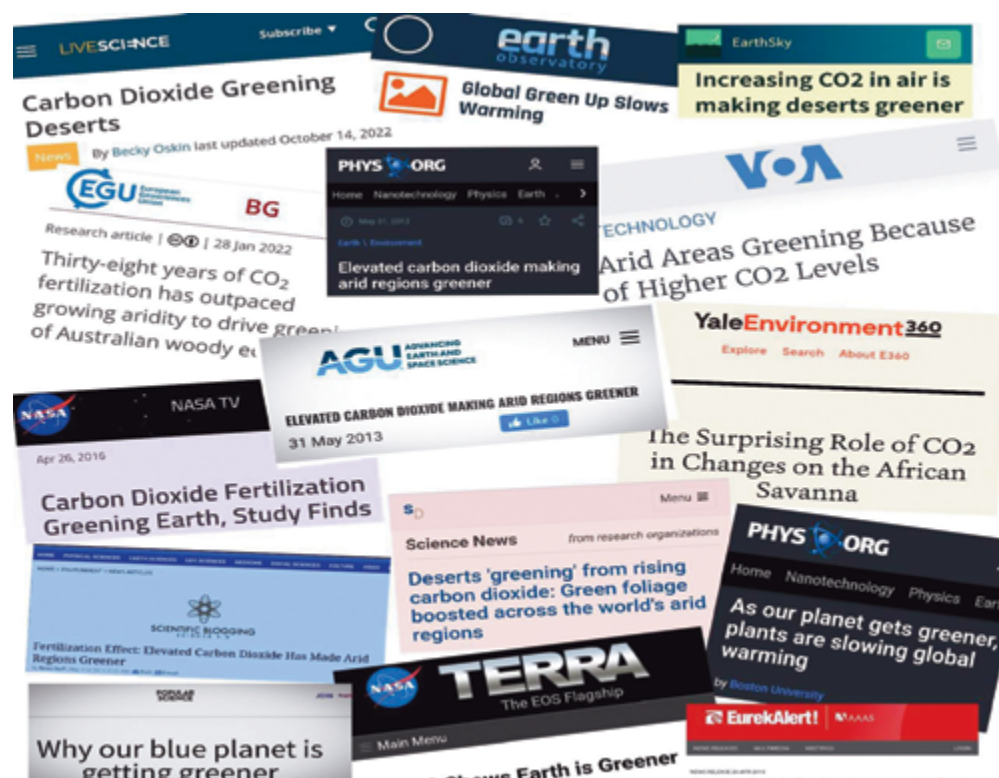 LIVESCIENCE
Subscribe
Carbon Dioxide Greening
Deserts
News
By Becky Oskin last updated October 14, 2022
earth
observatory
Global Green Up Slows
Warming
EarthSky
Increasing CO2 in air is
making deserts greener
EGU European
Geosciences
Union
BG
Research article | 28 Jan 2022
Thirty-eight years of CO2
fertilization has outpaced
growing aridity to drive
of Australian woody
PHYS ORG
Home Nanotechnology Physics Earth
May 31, 2013
6
Earth \ Environment
Elevated carbon dioxide making
arid regions greener
VOA
TECHNOLOGY
Arid Areas Greening Because
of Higher CO2 Levels
AGU ADVANCING
EARTH AND
SPACE SCIENCE
MENU
ELEVATED CARBON DIOXIDE MAKING ARID REGIONS GREENER
31 May 2013
Like 0
YaleEnvironment360
Explore Search About E360
The Surprising Role of CO2
in Changes on the African
Savanna
NASA
NASA TV
Apr 26, 2016
Carbon Dioxide Fertilization
Greening Earth, Study Finds
SD
Menu
Science News from research organizations
Deserts 'greening' from rising
carbon dioxide: Green foliage
boosted across the world's arid
regions
PHYS ORG
Home Nanotechnology Physics
As our planet gets greener,
plants are slowing global
warming
by Boston University
SCIENTIFIC BLOGGING
Fertilization Effect: Elevated Carbon Dioxide Has Made Arid
Regions Greener
NASA
TERRA
The EOS Flagship
Main Menu
Shows Earth is Greener
POPULAR
SCIENCE
JOIN
Why our blue planet is
getting greener
EurekAlert! AAAS